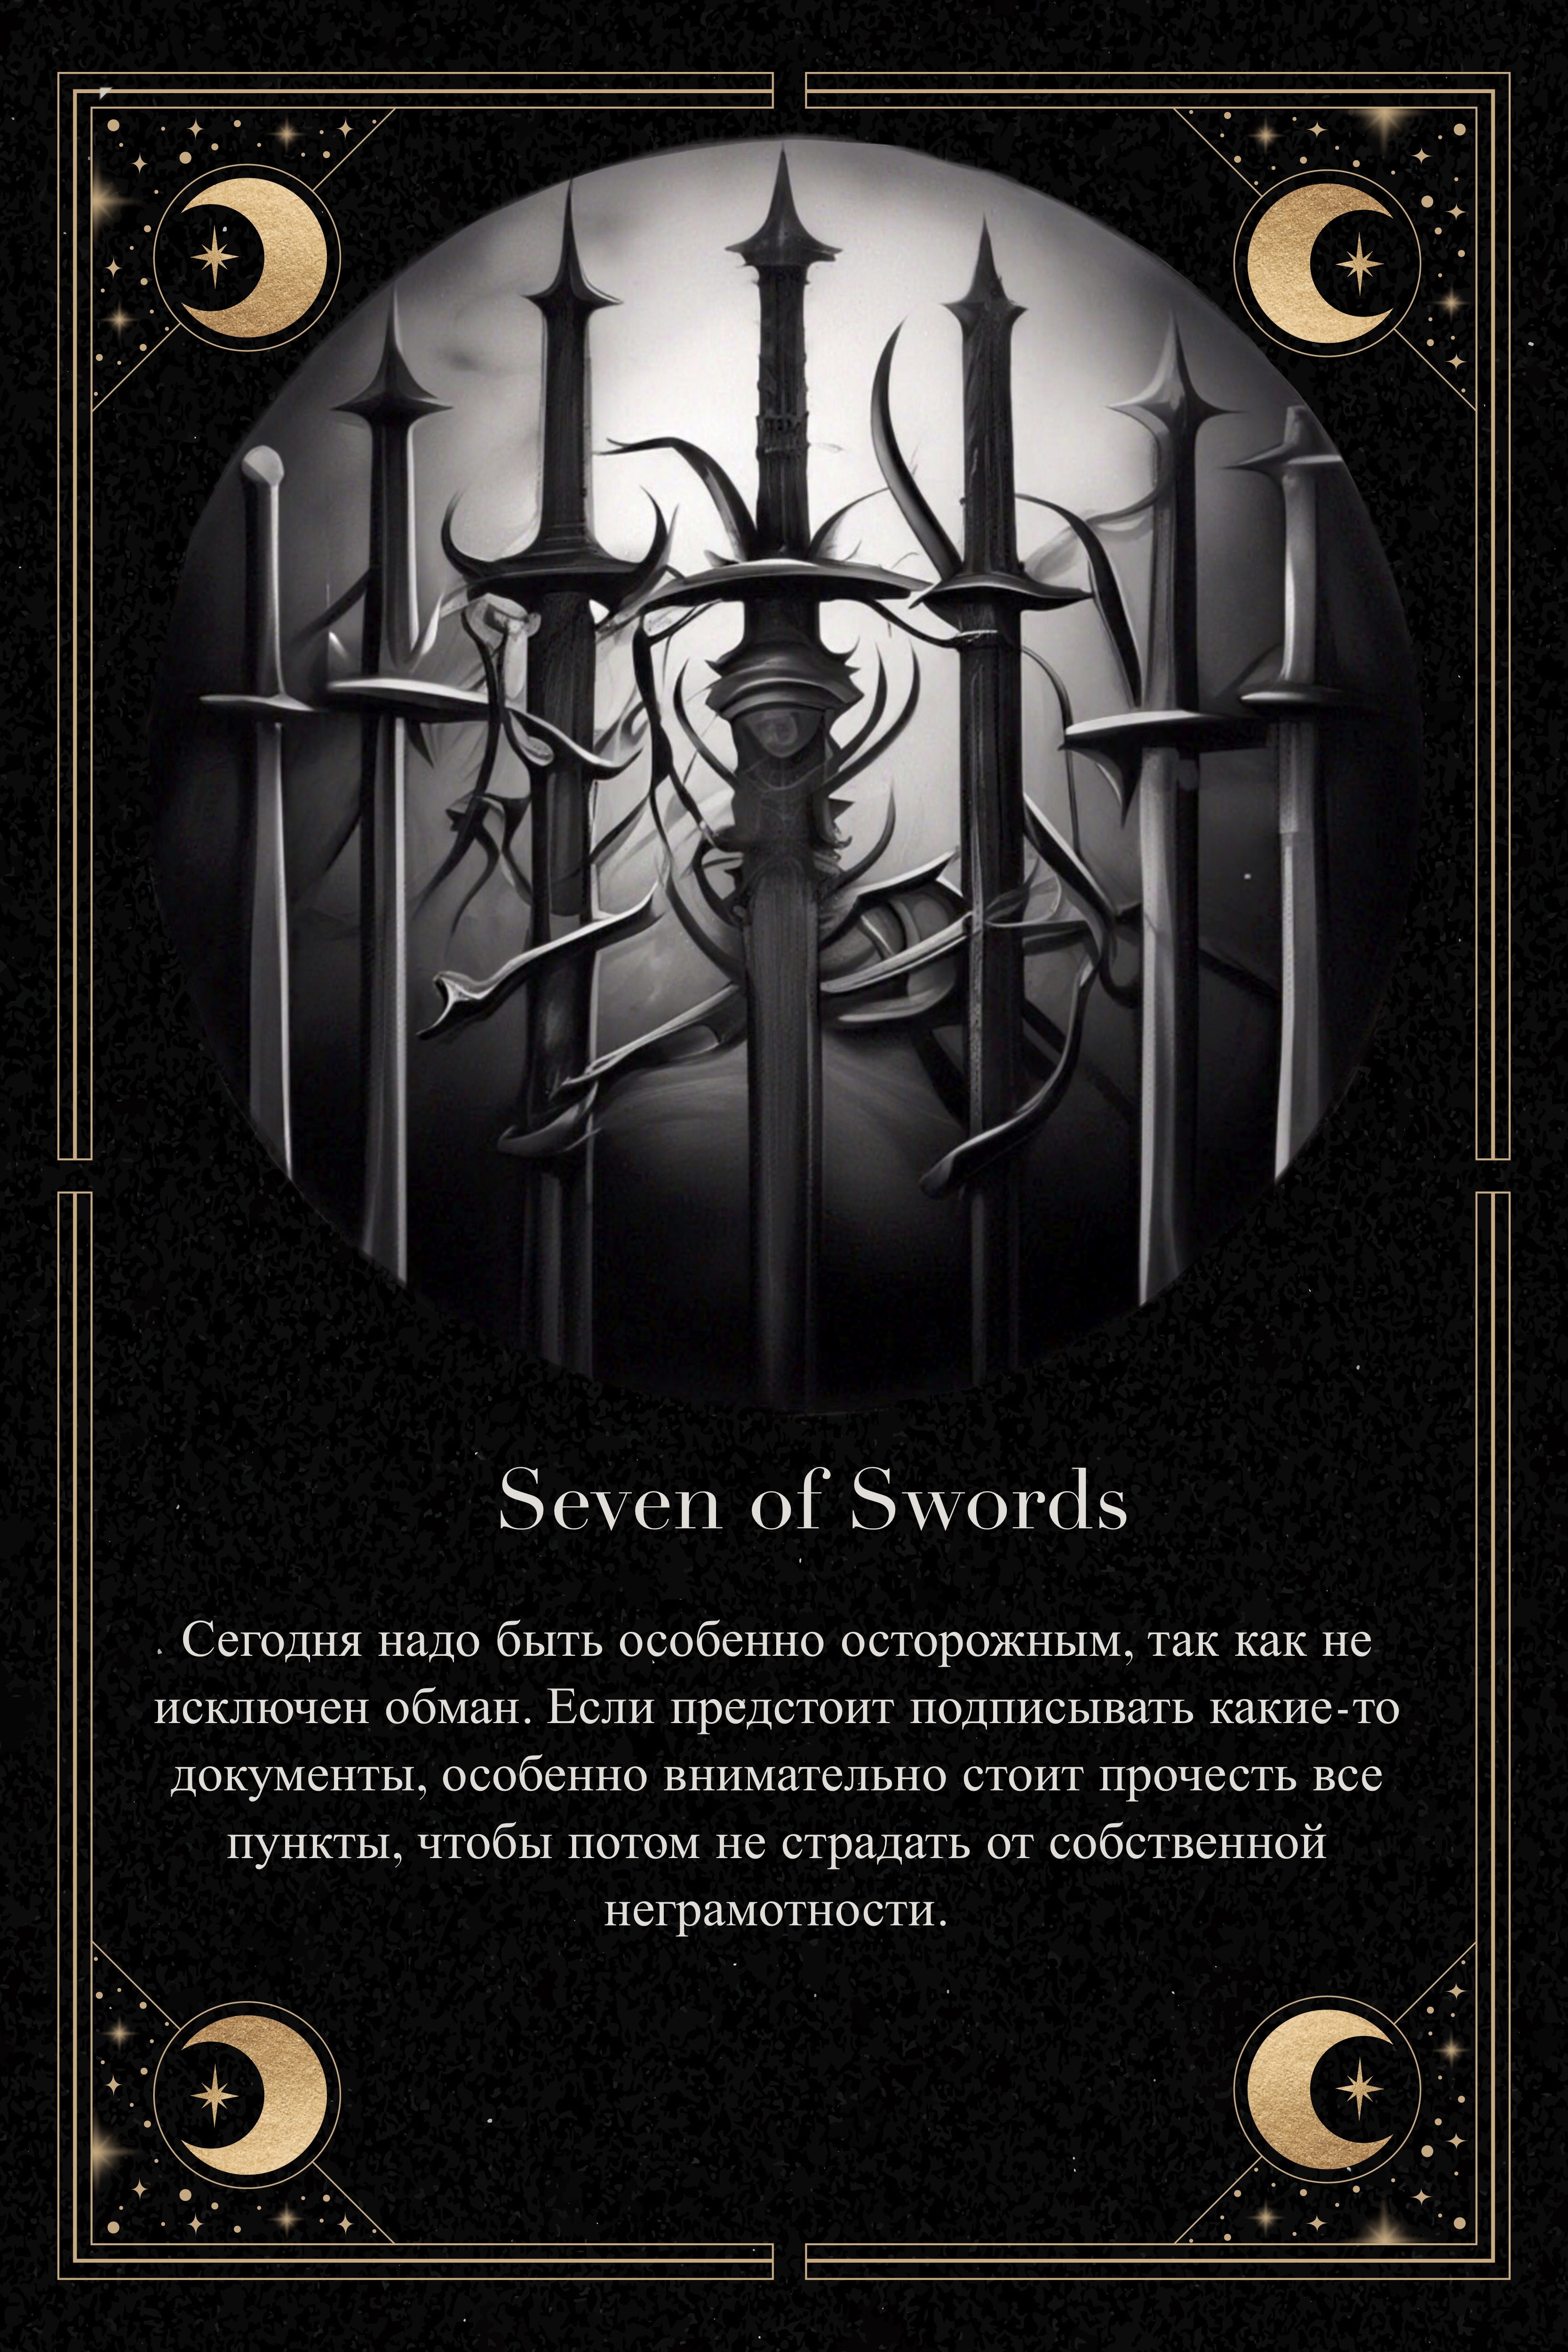 Seven of Swords
Сегодня надо быть особенно осторожным, так как не
исключен обман. Если предстоит подписывать какие-то
документы, особенно внимательно стоит прочесть все
пункты, чтобы потом не страдать от собственной
неграмотности.